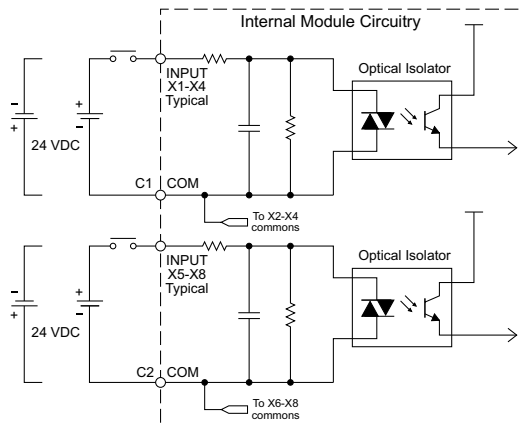 Internal Module Circuitry
INPUT
X1-X4
Typical
Optical Isolator
-
+
+
-
24 VDC
C1
COM
To X2-X4
commons
INPUT
X5-X8
Typical
Optical Isolator
-
+
+
-
24 VDC
C2
COM
To X6-X8
commons